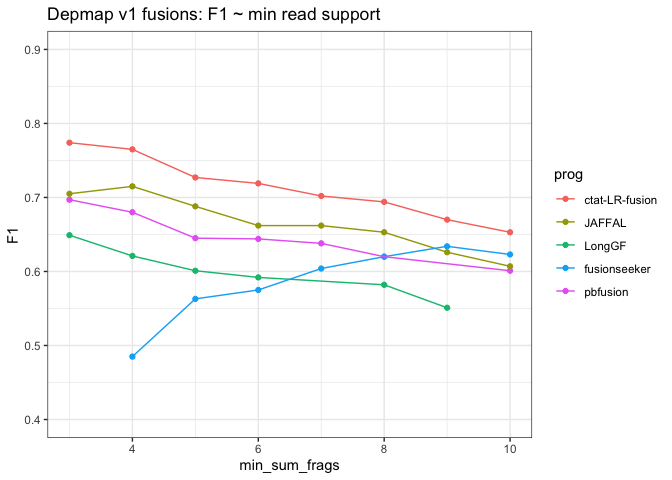 Depmap v1 fusions: F1 ~ min read support
0.9
0.8
0.7
0.6
0.5
0.4
F1
4 6 8 10
min_sum_frags
prog
ctat-LR-fusion
JAFFAL
LongGF
fusionseeker
pbfusion